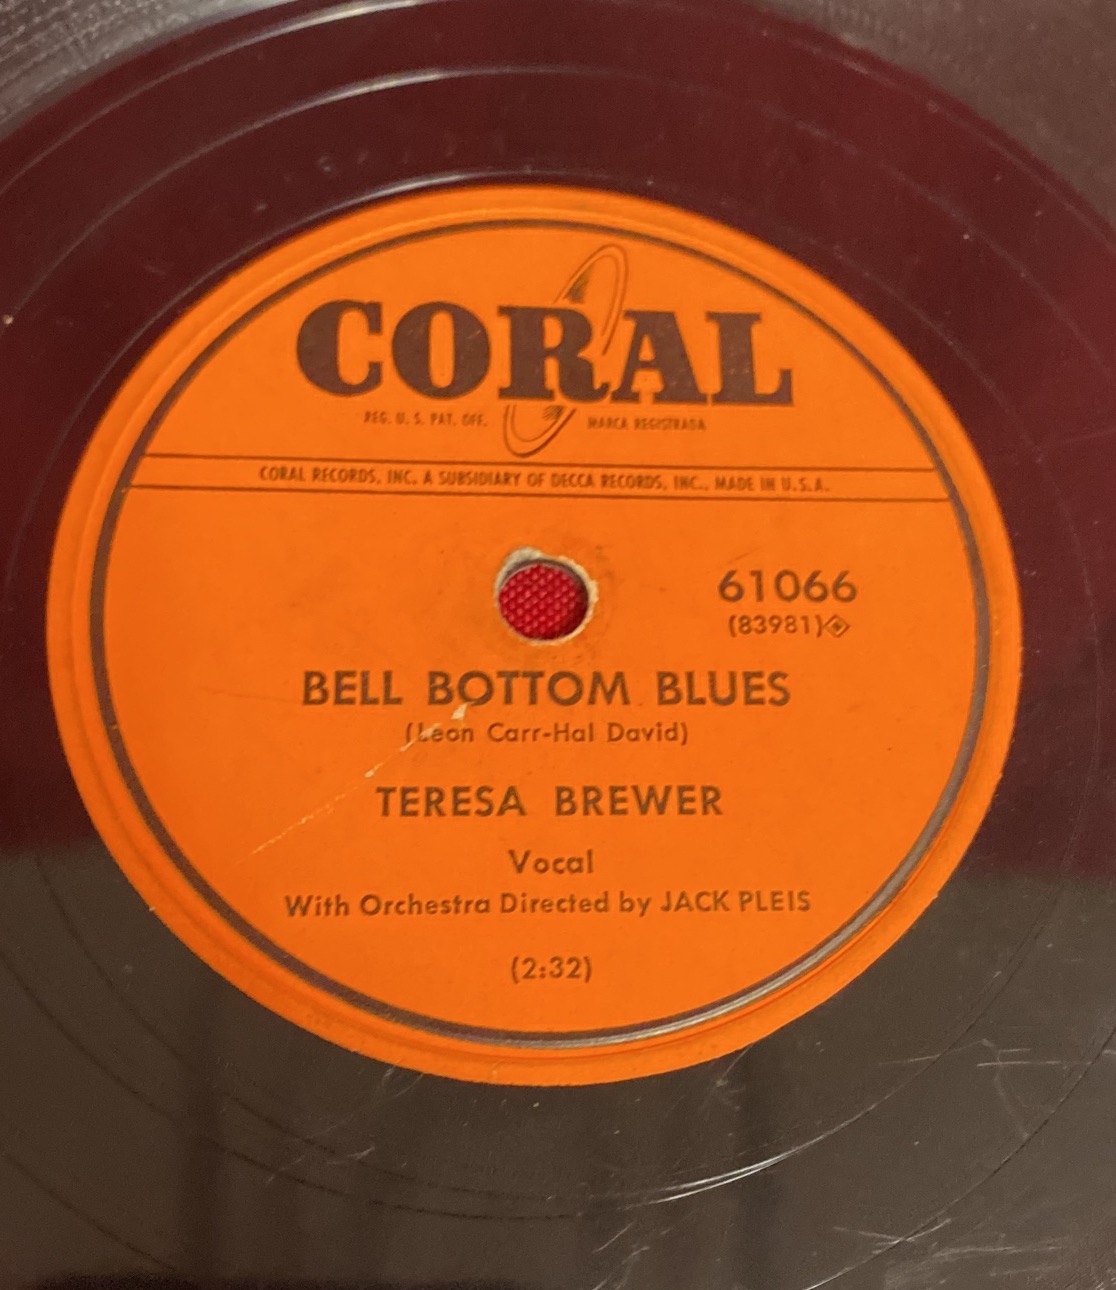 CORAL
REG. U. S. PAT. OFF. MARCA REGISTRADA
CORAL RECORDS, INC. A SUBSIDIARY OF DECCA RECORDS, INC., MADE IN U.S.A.
61066
(83981)
BELL BOTTOM BLUES
(Leon Carr-Hal David)
TERESA BREWER
Vocal
With Orchestra Directed by JACK PLEIS
(2:32)